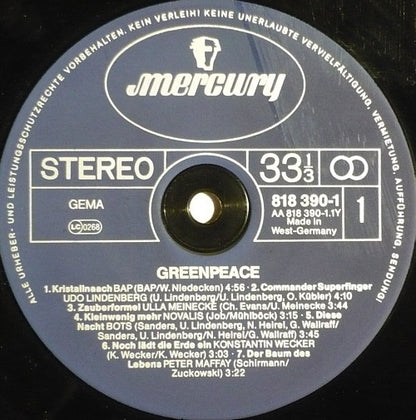 ALLE URHEBER- UND LEISTUNGSSCHUTZRECHTE VORBEHALTEN. KEIN VERLEIH! KEINE UNERLAUBTE VERVIELFÄLTIGUNG, VERMIETUNG, AUFFÜHRUNG, SENDUNG!
mercury
STEREO 33 1/3
GEMA 818 390-1 1
LC 0268 AA 818 390-1.1Y
Made in
West-Germany
GREENPEACE
1. Kristallnaach BAP (BAP/W. Niedecken) 4:56 · 2. Commander Superfinger
UDO LINDENBERG (U. Lindenberg/U. Lindenberg, O. Kübler) 4:10
3. Zauberformel ULLA MEINECKE (Ch. Evans/U. Meinecke 3:44
4. Kleinwenig mehr NOVALIS (Job/Mühlböck) 3:15 · 5. Diese
Nacht BOTS (Sanders, U. Lindenberg, N. Heirel, G. Wallraff/
Sanders, U. Lindenberg/N. Heirel/G. Wallraff) 3:45
6. Noch lädt die Erde ein KONSTANTIN WECKER
(K. Wecker/K. Wecker) 3:03 · 7. Der Baum des
Lebens PETER MAFFAY (Schirmann/
Zuckowski) 3:22